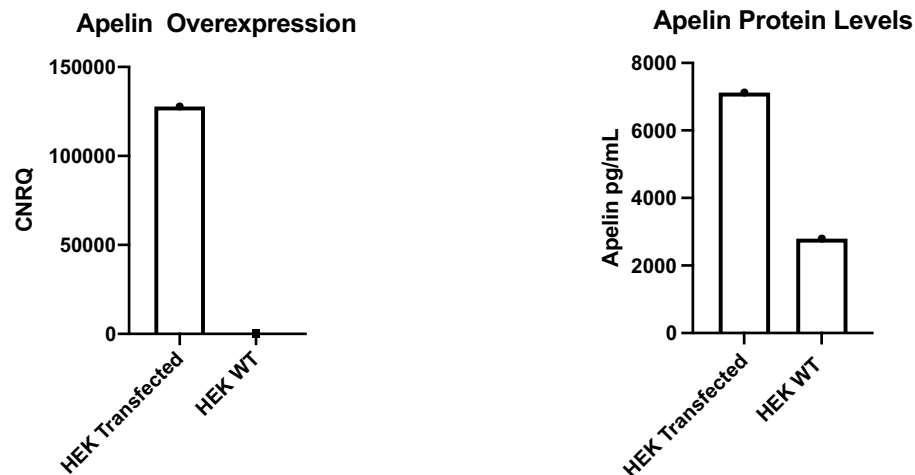 Apelin Overexpression
150000
100000
50000
0
CNRQ
HEK Transfected
HEK WT
Apelin Protein Levels
8000
6000
4000
2000
0
Apelin pg/mL
HEK Transfected
HEK WT